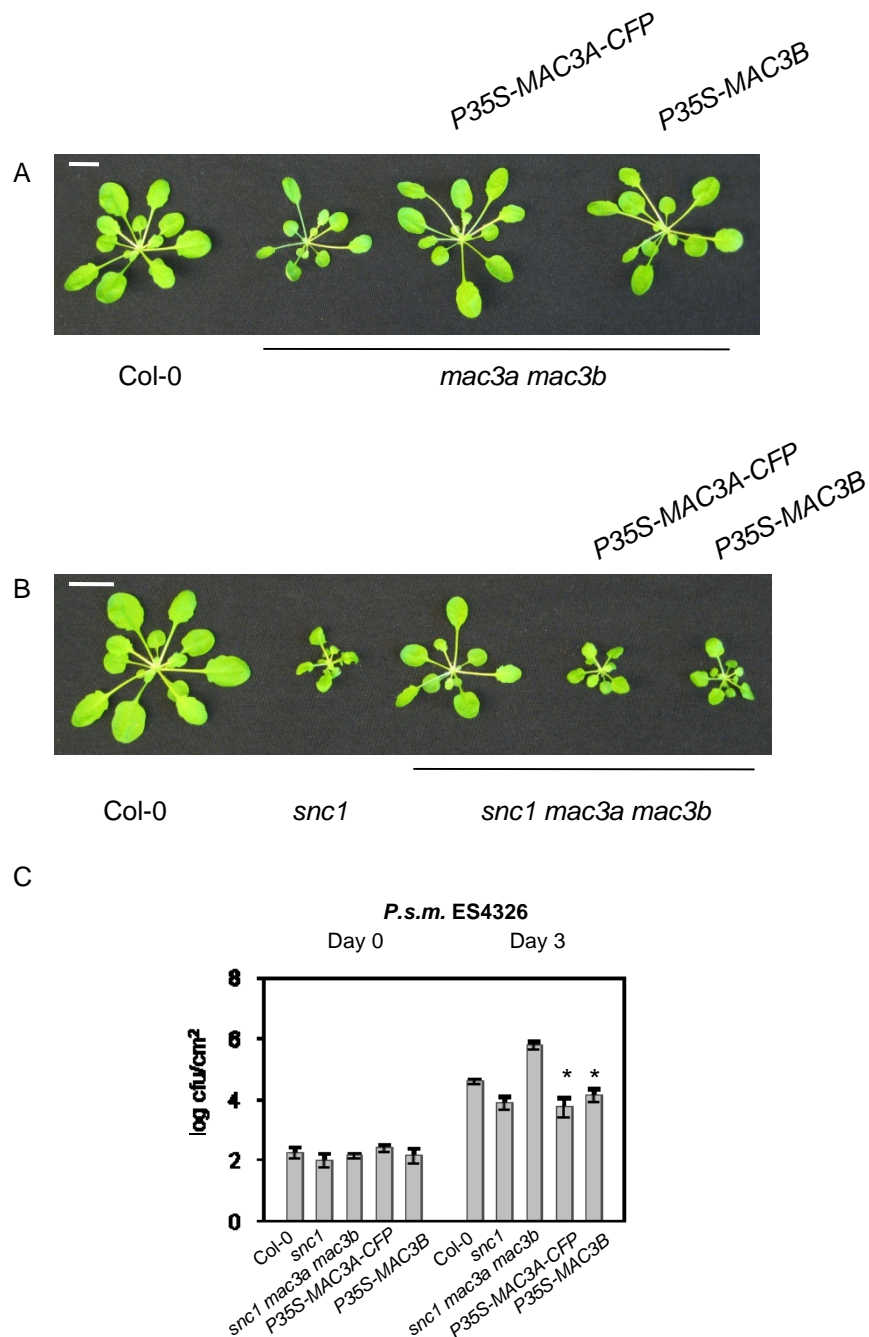 P35S-MAC3A-CFP
P35S-MAC3B
A
Col-0
mac3a mac3b
P35S-MAC3A-CFP
P35S-MAC3B
B
Col-0
snc1
snc1 mac3a mac3b
C
P.s.m. ES4326
Day 0
Day 3
log cfu/cm²
8
6
4
2
0
*
*
Col-0
snc1
snc1 mac3a mac3b
P35S-MAC3A-CFP
P35S-MAC3B
Col-0
snc1
snc1 mac3a mac3b
P35S-MAC3A-CFP
P35S-MAC3B